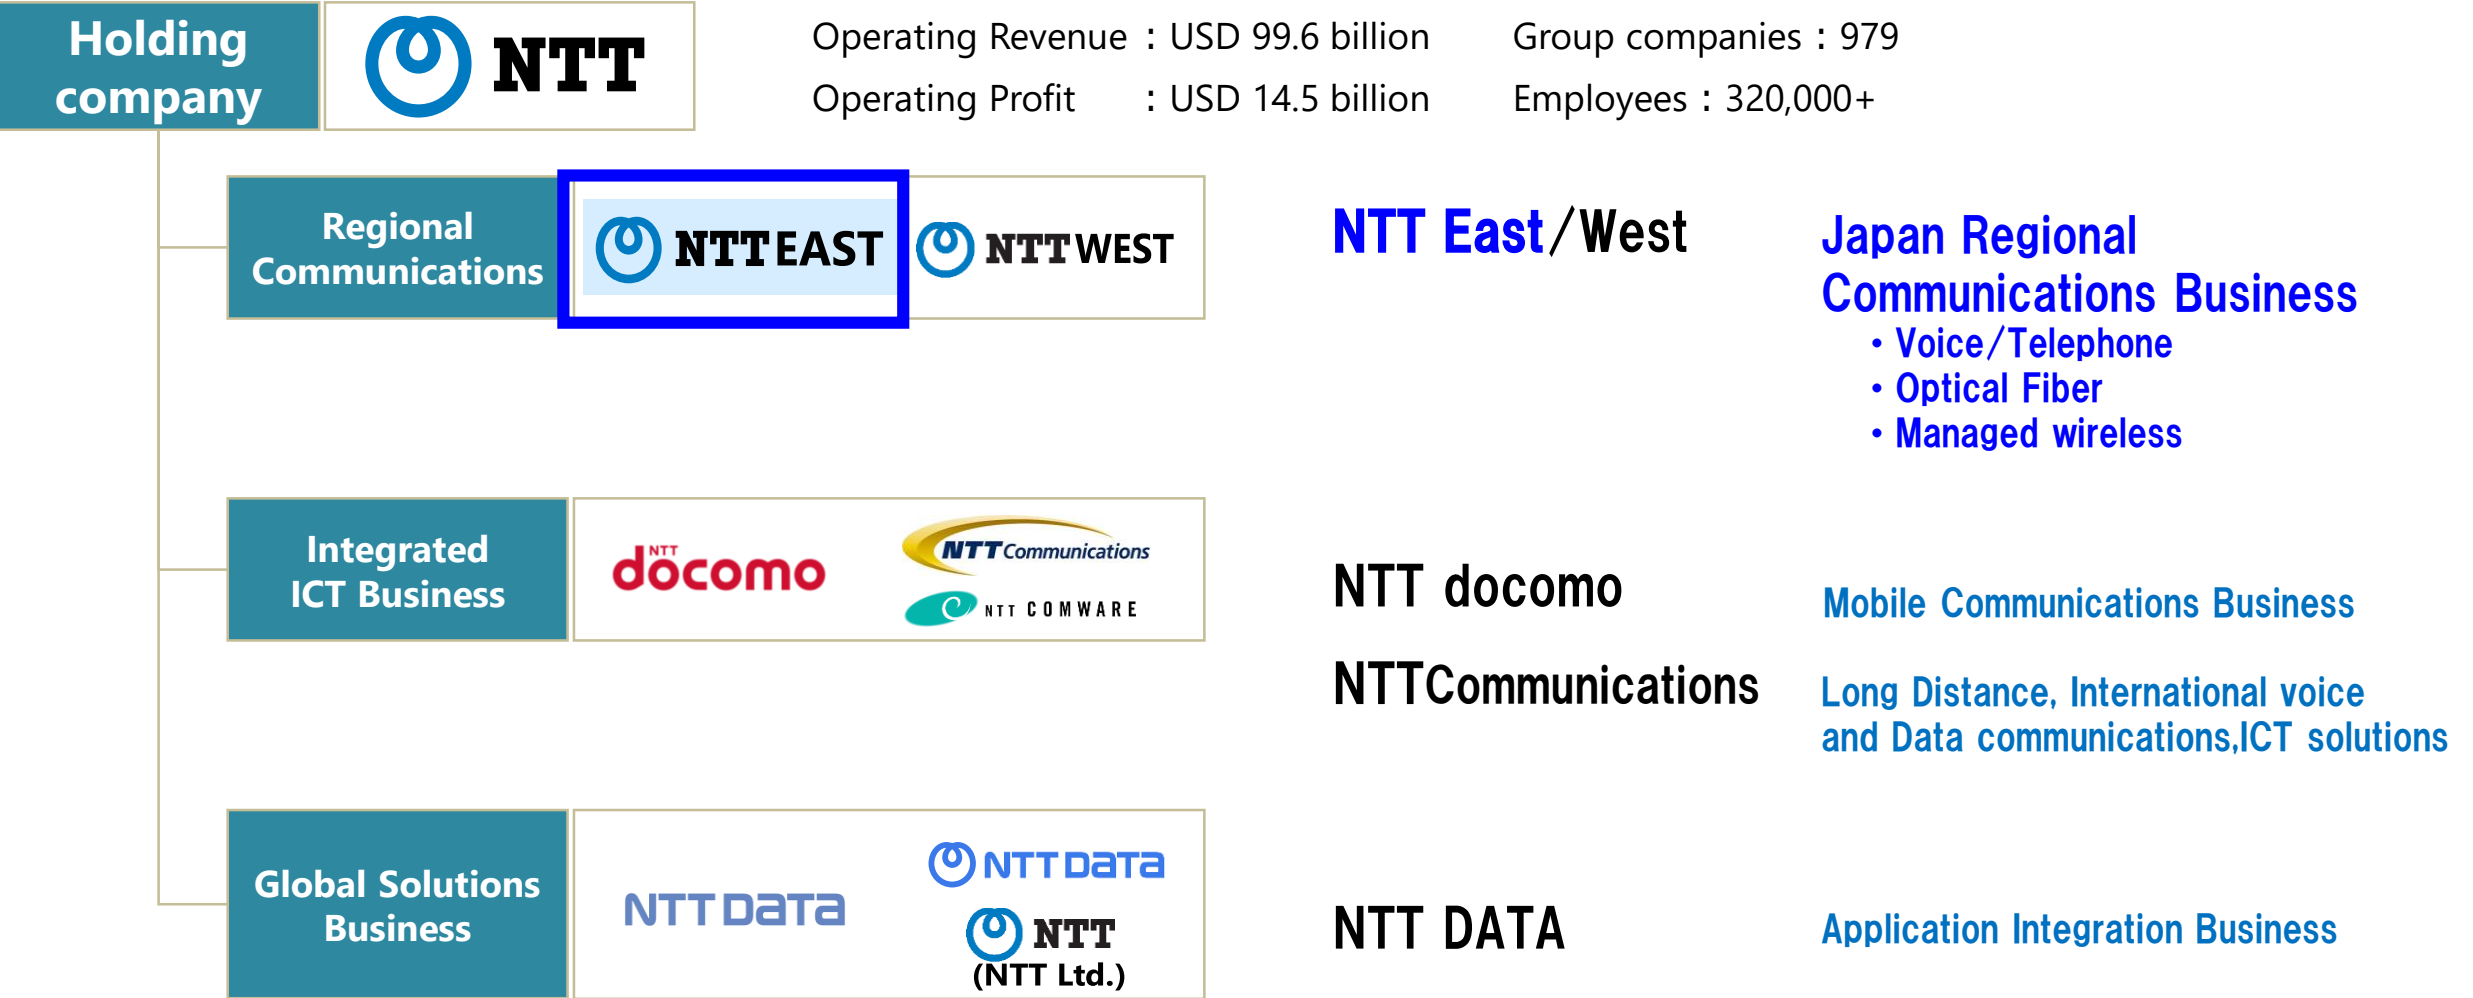 Holding
company
NTT
Operating Revenue : USD 99.6 billion
Group companies : 979
Operating Profit : USD 14.5 billion
Employees : 320,000+
Regional
Communications
NTT EAST
NTT WEST
NTT East/West
Japan Regional
Communications Business
・Voice/Telephone
・Optical Fiber
・Managed wireless
Integrated
ICT Business
NTT
docomo
NTT Communications
NTT COMWARE
NTT docomo
Mobile Communications Business
NTTCommunications
Long Distance, International voice
and Data communications,ICT solutions
Global Solutions
Business
NTT DATA
NTT DATA
NTT
(NTT Ltd.)
NTT DATA
Application Integration Business